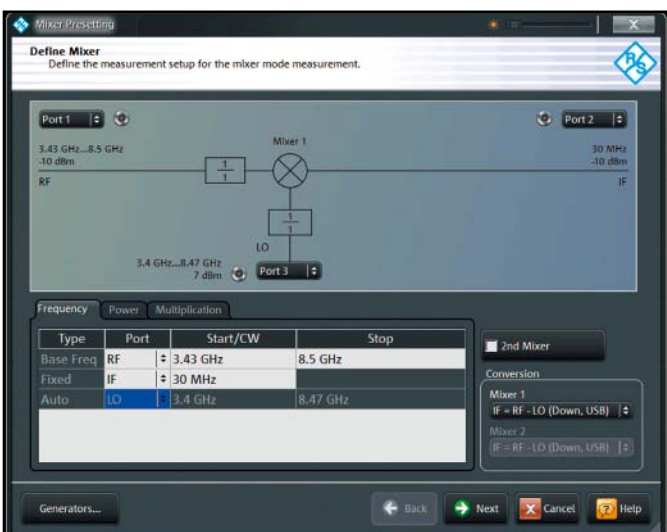 Mixer Presetting
X
Define Mixer
Define the measurement setup for the mixer mode measurement.
R&S
Port 1
Port 2
3.43 GHz...8.5 GHz
-10 dBm
RF
1
1
Mixer 1
30 MHz
-10 dBm
IF
1
1
LO
3.4 GHz...8.47 GHz
7 dBm
Port 3
Frequency Power Multiplication
Type Port Start/CW Stop
Base Freq RF 3.43 GHz 8.5 GHz
Fixed IF 30 MHz
Auto LO 3.4 GHz 8.47 GHz
2nd Mixer
Conversion
Mixer 1
IF = RF - LO (Down, USB)
Mixer 2
IF = RF - LO (Down, USB)
Generators...
Back
Next
X Cancel
? Help